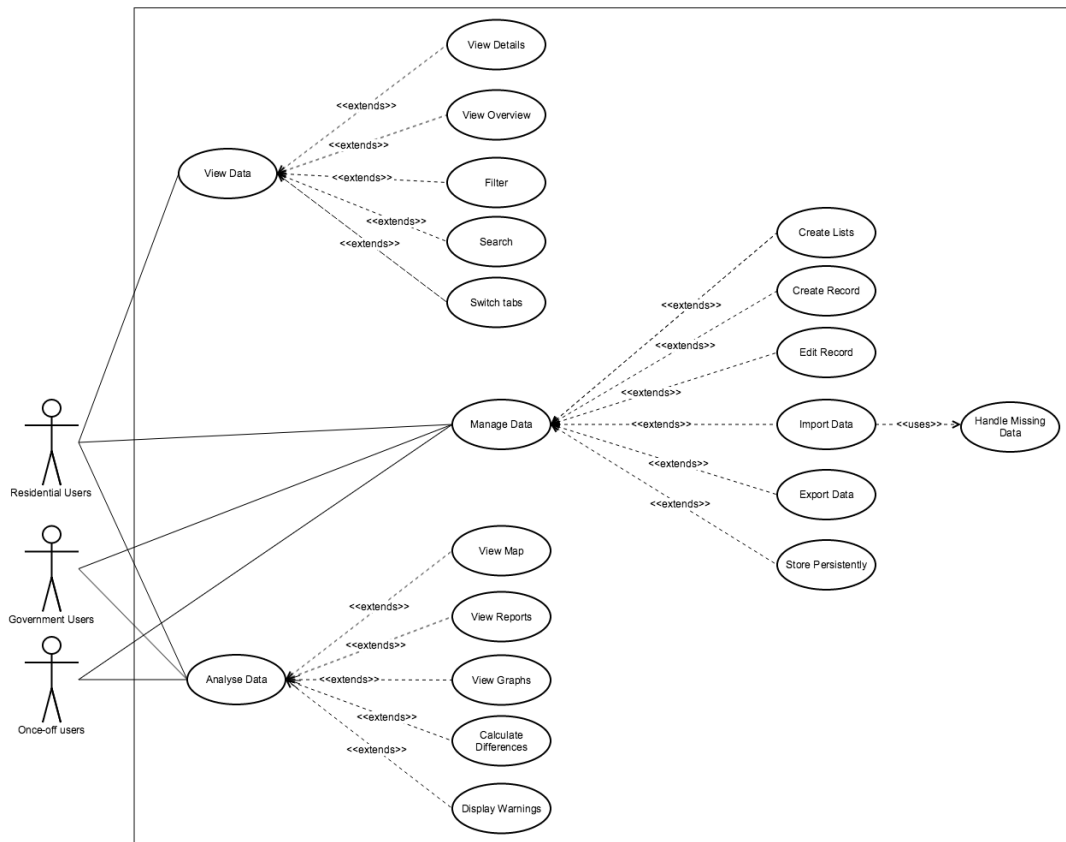 View Details
<<extends>>
View Overview
<<extends>>
View Data
<<extends>>
Filter
<<extends>>
Search
<<extends>>
Switch tabs
Create Lists
<<extends>>
Create Record
<<extends>>
Edit Record
<<extends>>
Manage Data
<<extends>>
Import Data
<<uses>>
Handle Missing
Data
<<extends>>
Export Data
<<extends>>
Store Persistently
Residential Users
Government Users
Once-off users
View Map
<<extends>>
View Reports
<<extends>>
Analyse Data
<<extends>>
View Graphs
<<extends>>
Calculate
Differences
<<extends>>
Display Warnings